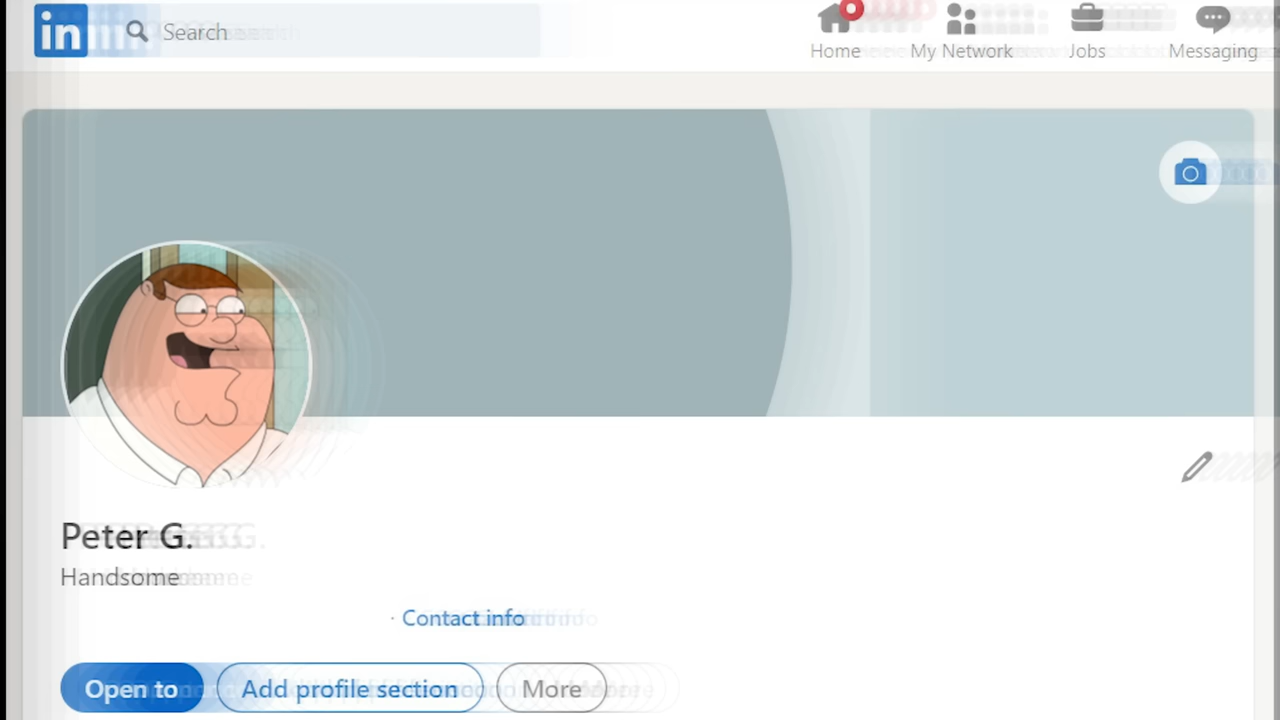 in
Search
Home
My Network
Jobs
Messaging
Peter G.
Handsome
· Contact info
Open to
Add profile section
More